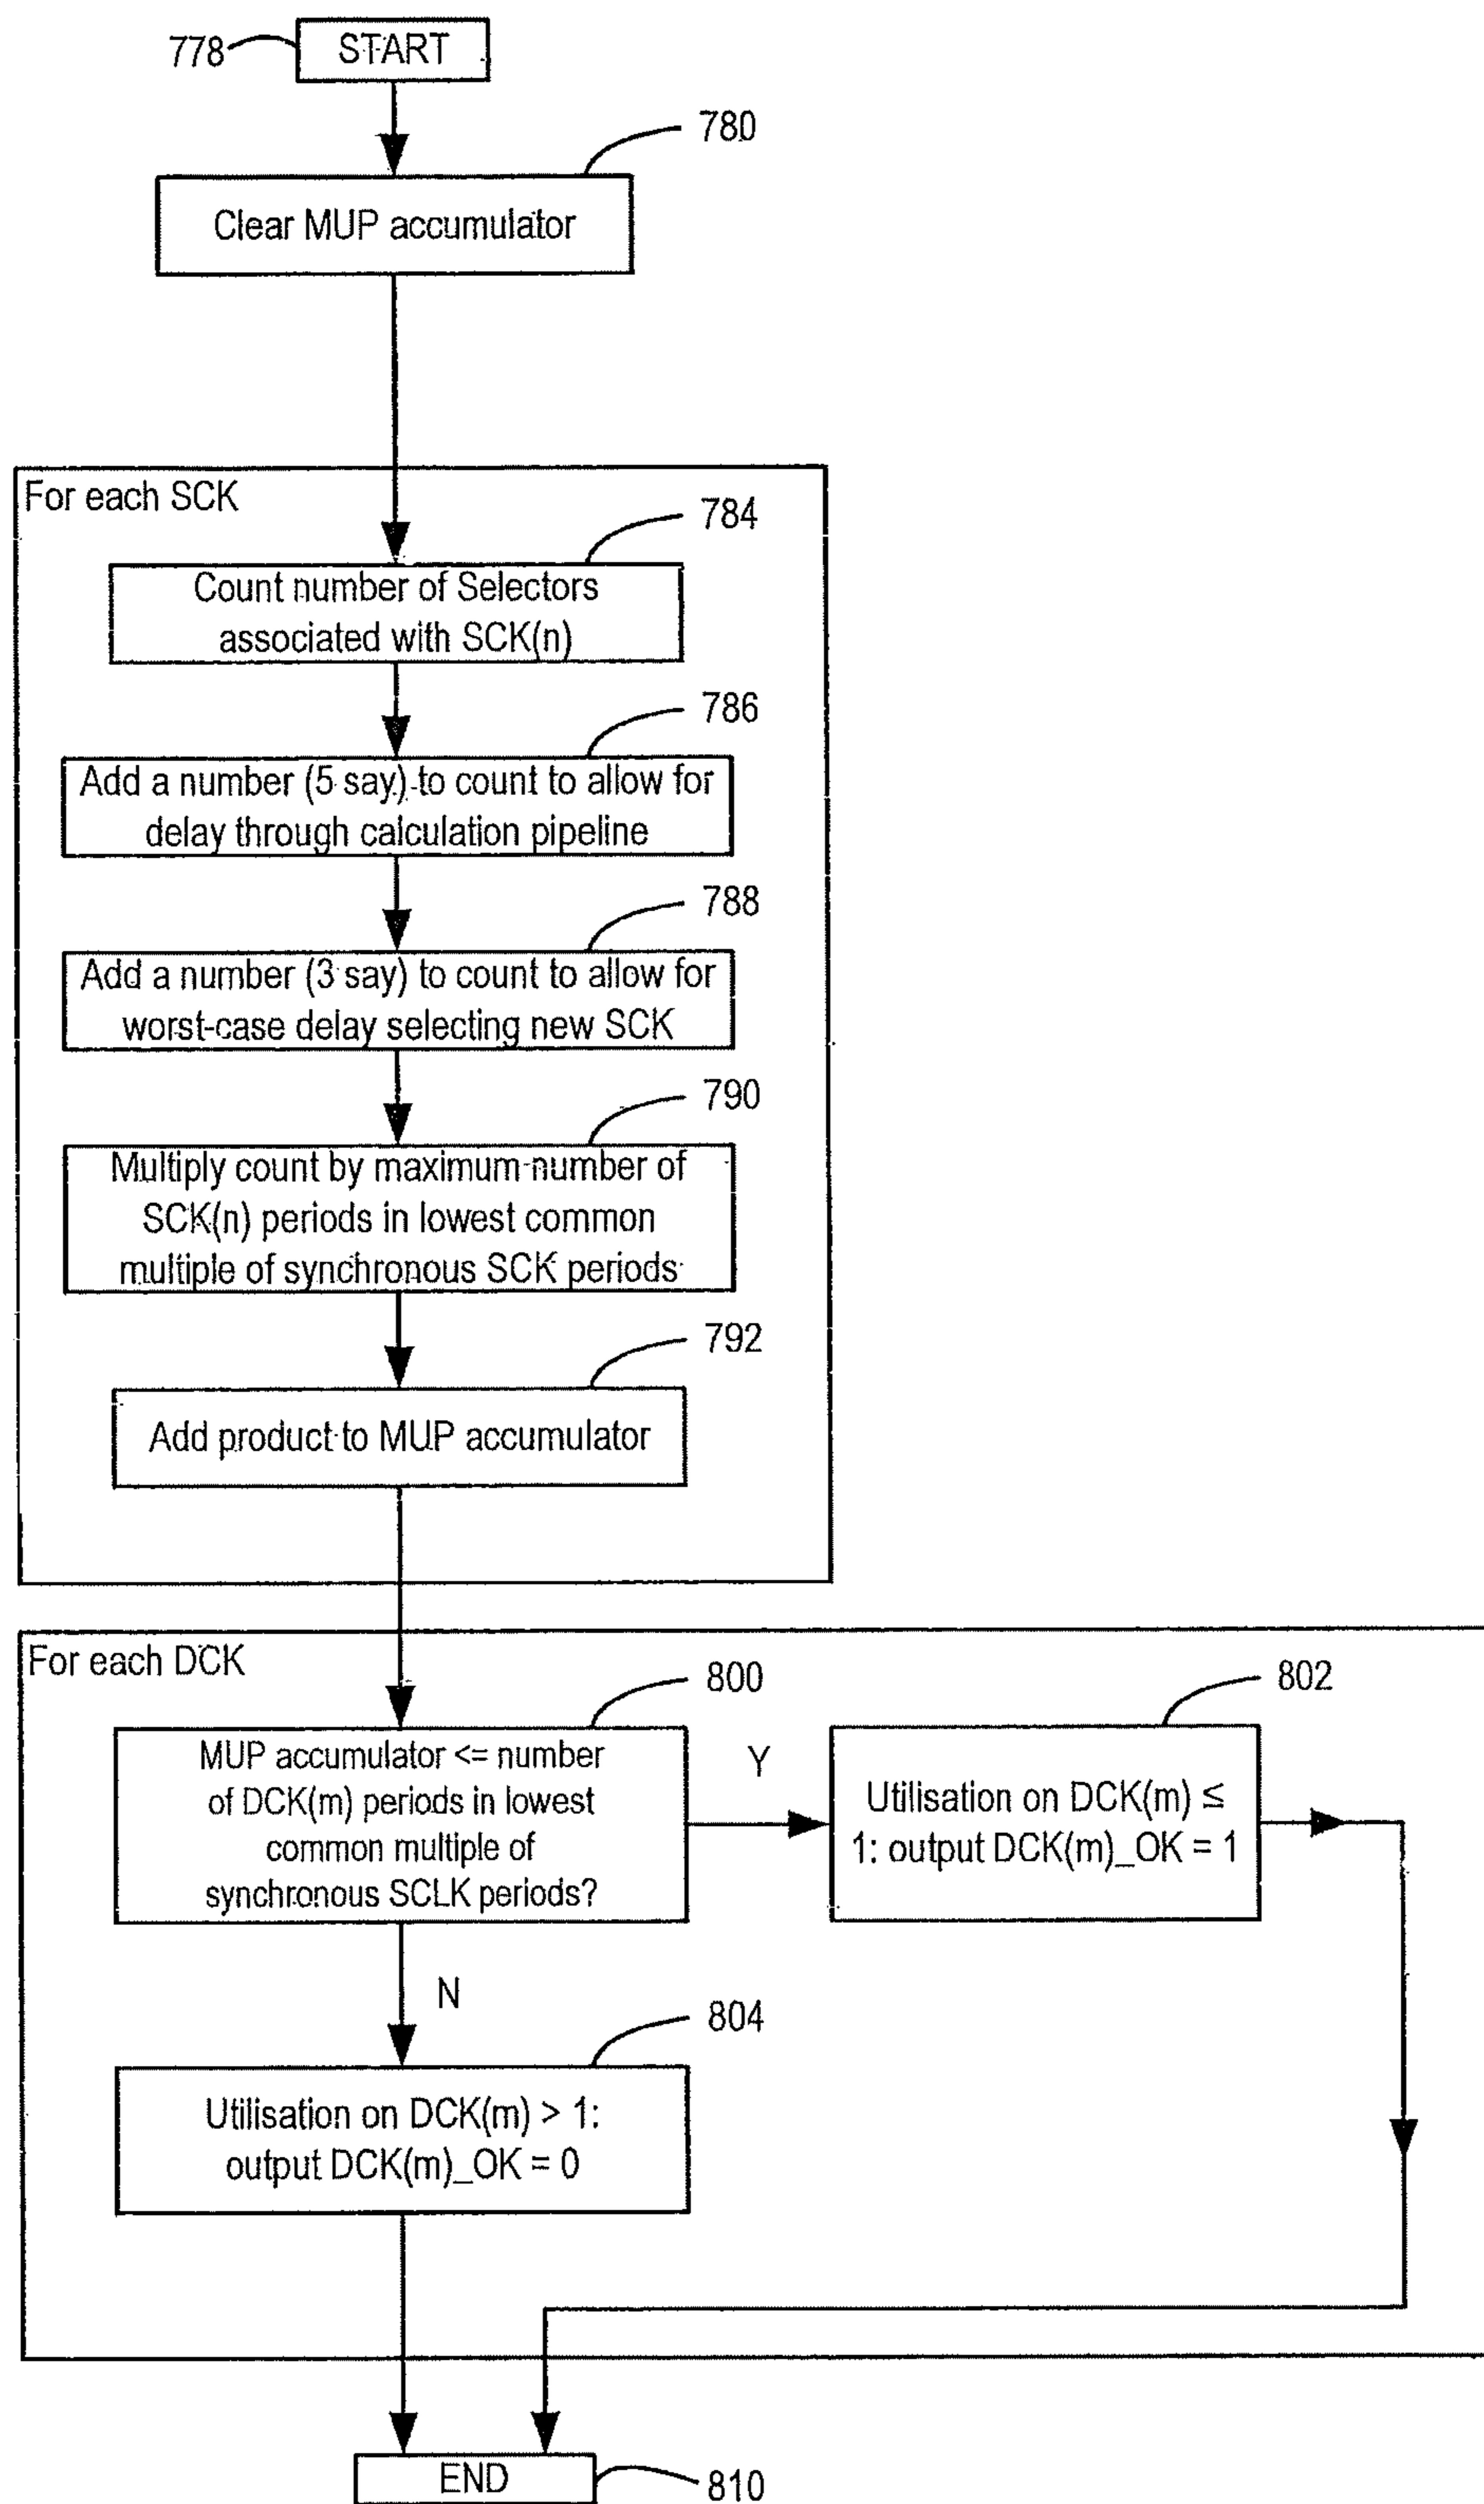 778
START
780
Clear MUP accumulator
For each SCK
784
Count number of Selectors
associated with SCK(n)
786
Add a number (5 say) to count to allow for
delay through calculation pipeline
788
Add a number (3 say) to count to allow for
worst-case delay selecting new SCK
790
Multiply count by maximum number of
SCK(n) periods in lowest common
multiple of synchronous SCK periods
792
Add product to MUP accumulator
For each DCK
800
MUP accumulator <= number
of DCK(m) periods in lowest
common multiple of
synchronous SCLK periods?
Y
802
Utilisation on DCK(m) ≤
1: output DCK(m)_OK = 1
N
804
Utilisation on DCK(m) > 1:
output DCK(m)_OK = 0
END
810